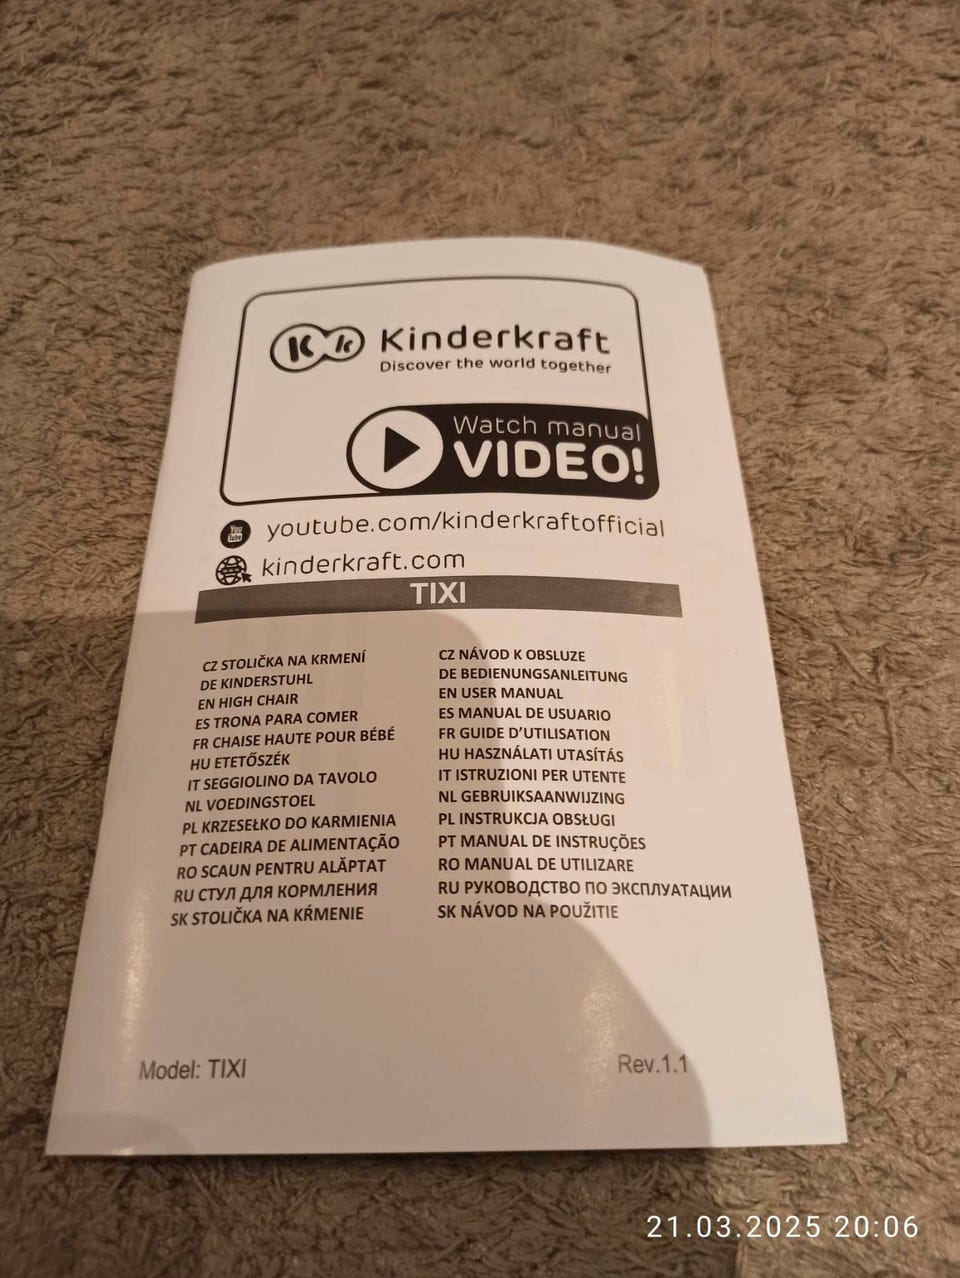 Kk Kinderkraft
Discover the world together
Watch manual
VIDEO!
You Tube youtube.com/kinderkraftofficial
kinderkraft.com
TIXI
CZ STOLIČKA NA KRMENÍ
DE KINDERSTUHL
EN HIGH CHAIR
ES TRONA PARA COMER
FR CHAISE HAUTE POUR BÉBÉ
HU ETETŐSZÉK
IT SEGGIOLINO DA TAVOLO
NL VOEDINGSTOEL
PL KRZESEŁKO DO KARMIENIA
PT CADEIRA DE ALIMENTAÇÃO
RO SCAUN PENTRU ALĂPTAT
RU СТУЛ ДЛЯ КОРМЛЕНИЯ
SK STOLIČKA NA KŔMENIE
CZ NÁVOD K OBSLUZE
DE BEDIENUNGSANLEITUNG
EN USER MANUAL
ES MANUAL DE USUARIO
FR GUIDE D’UTILISATION
HU HASZNÁLATI UTASÍTÁS
IT ISTRUZIONI PER UTENTE
NL GEBRUIKSAANWIJZING
PL INSTRUKCJA OBSŁUGI
PT MANUAL DE INSTRUÇÕES
RO MANUAL DE UTILIZARE
RU РУКОВОДСТВО ПО ЭКСПЛУАТАЦИИ
SK NÁVOD NA POUŽITIE
Model: TIXI
Rev.1.1
21.03.2025 20:06